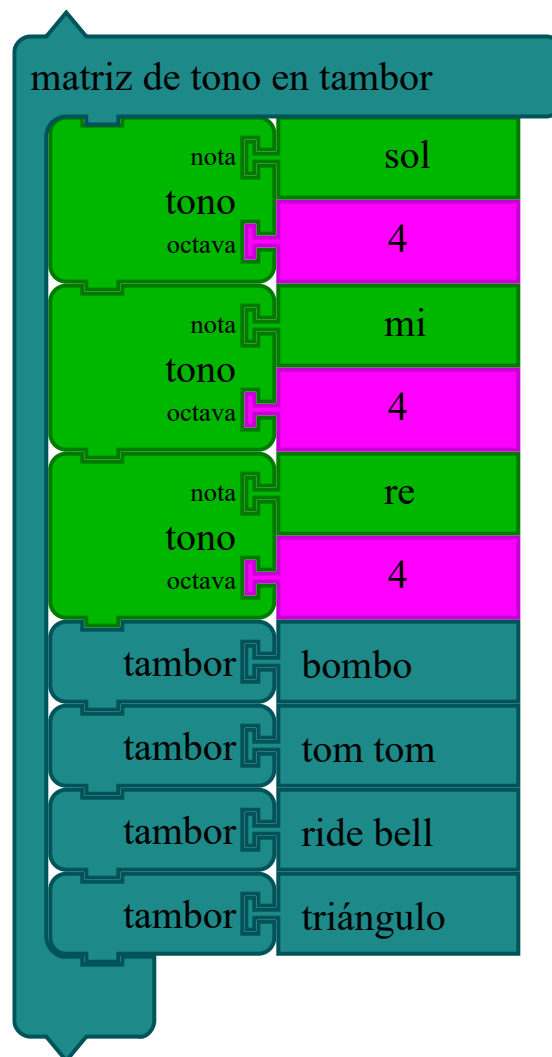 matriz de tono en tambor
nota
sol
tono
octava
4
nota
mi
tono
octava
4
nota
re
tono
octava
4
tambor bombo
tambor tom tom
tambor ride bell
tambor triángulo